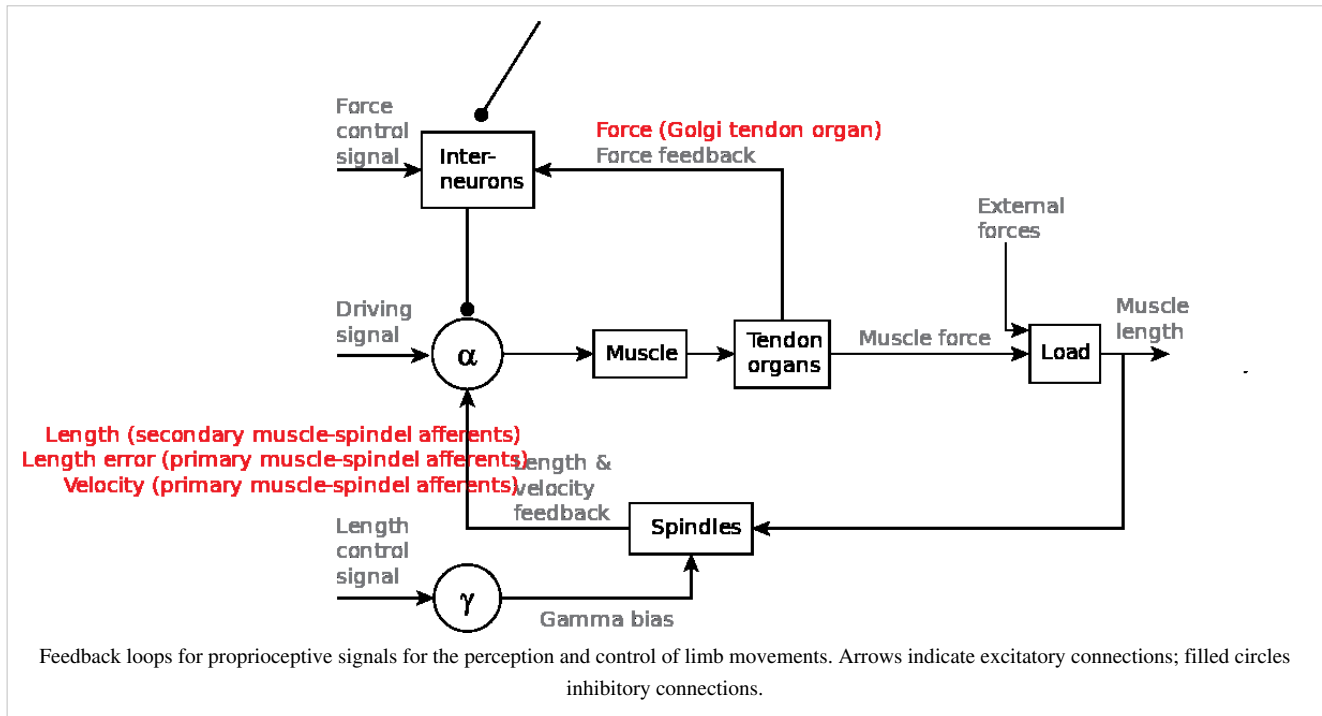 Force
control
signal
Inter-
neurons
Force (Golgi tendon organ)
Force feedback
External
forces
Driving
signal
α
Muscle
Tendon
organs
Muscle force
Load
Muscle
length
Length (secondary muscle-spindel afferents)
Length error (primary muscle-spindel afferents)
Velocity (primary muscle-spindel afferents)
Length &
velocity
feedback
Spindles
Length
control
signal
γ
Gamma bias
Feedback loops for proprioceptive signals for the perception and control of limb movements. Arrows indicate excitatory connections; filled circles
inhibitory connections.